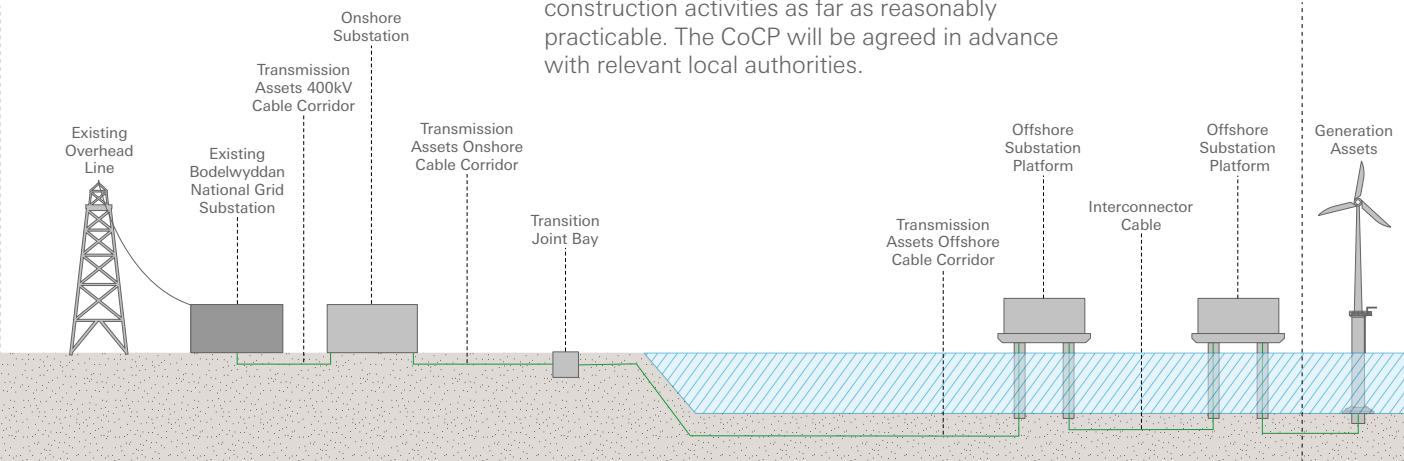 construction activities as far as reasonably
practicable. The CoCP will be agreed in advance
with relevant local authorities.
Onshore
Substation
Transmission
Assets 400kV
Cable Corridor
Existing
Overhead
Line
Existing
Bodelwyddan
National Grid
Substation
Transmission
Assets Onshore
Cable Corridor
Transition
Joint Bay
Transmission
Assets Offshore
Cable Corridor
Offshore
Substation
Platform
Interconnector
Cable
Offshore
Substation
Platform
Generation
Assets